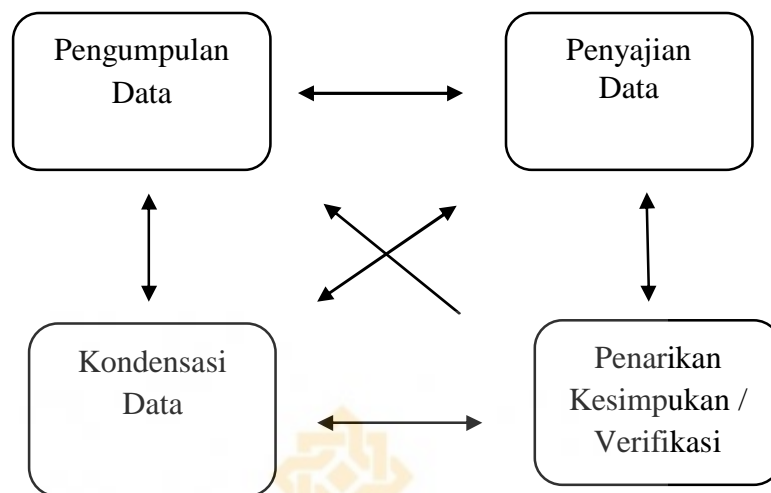 Pengumpulan
Data
Penyajian
Data
Kondensasi
Data
Penarikan
Kesimpukan /
Verifikasi